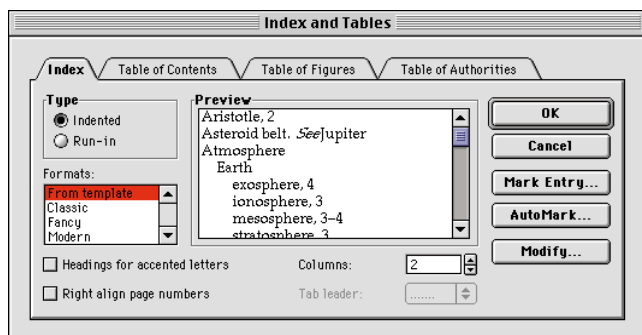 Index and Tables
Index
Table of Contents
Table of Figures
Table of Authorities
Type
Indented
Run-in
Formats:
From template
Classic
Fancy
Modern
Preview
Aristotle, 2
Asteroid belt. See Jupiter
Atmosphere
Earth
exosphere, 4
ionosphere, 3
mesosphere, 3–4
stratosphere, 3
OK
Cancel
Mark Entry...
AutoMark...
Modify...
Headings for accented letters
Columns: 2
Right align page numbers
Tab leader: .......